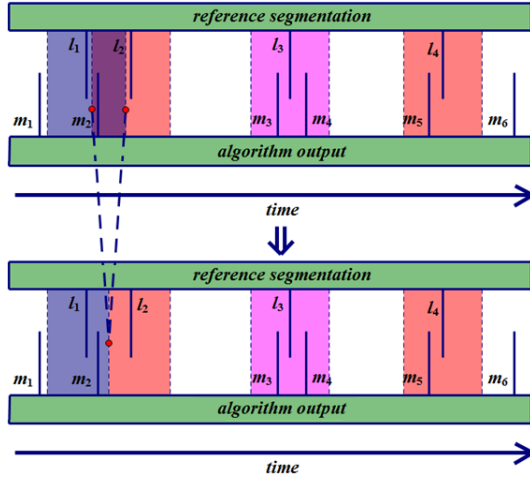 reference segmentation
l1 l2 l3 l4
m1 m2 m3 m4 m5 m6
algorithm output
time
reference segmentation
l1 l2 l3 l4
m1 m2 m3 m4 m5 m6
algorithm output
time